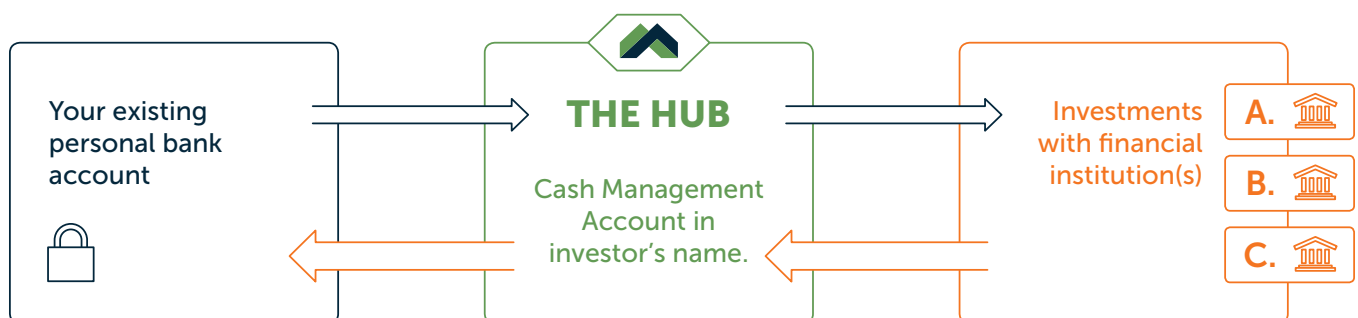 Your existing
personal bank
account
THE HUB
Cash Management
Account in
investor’s name.
Investments
with financial
institution(s)
A.
B.
C.